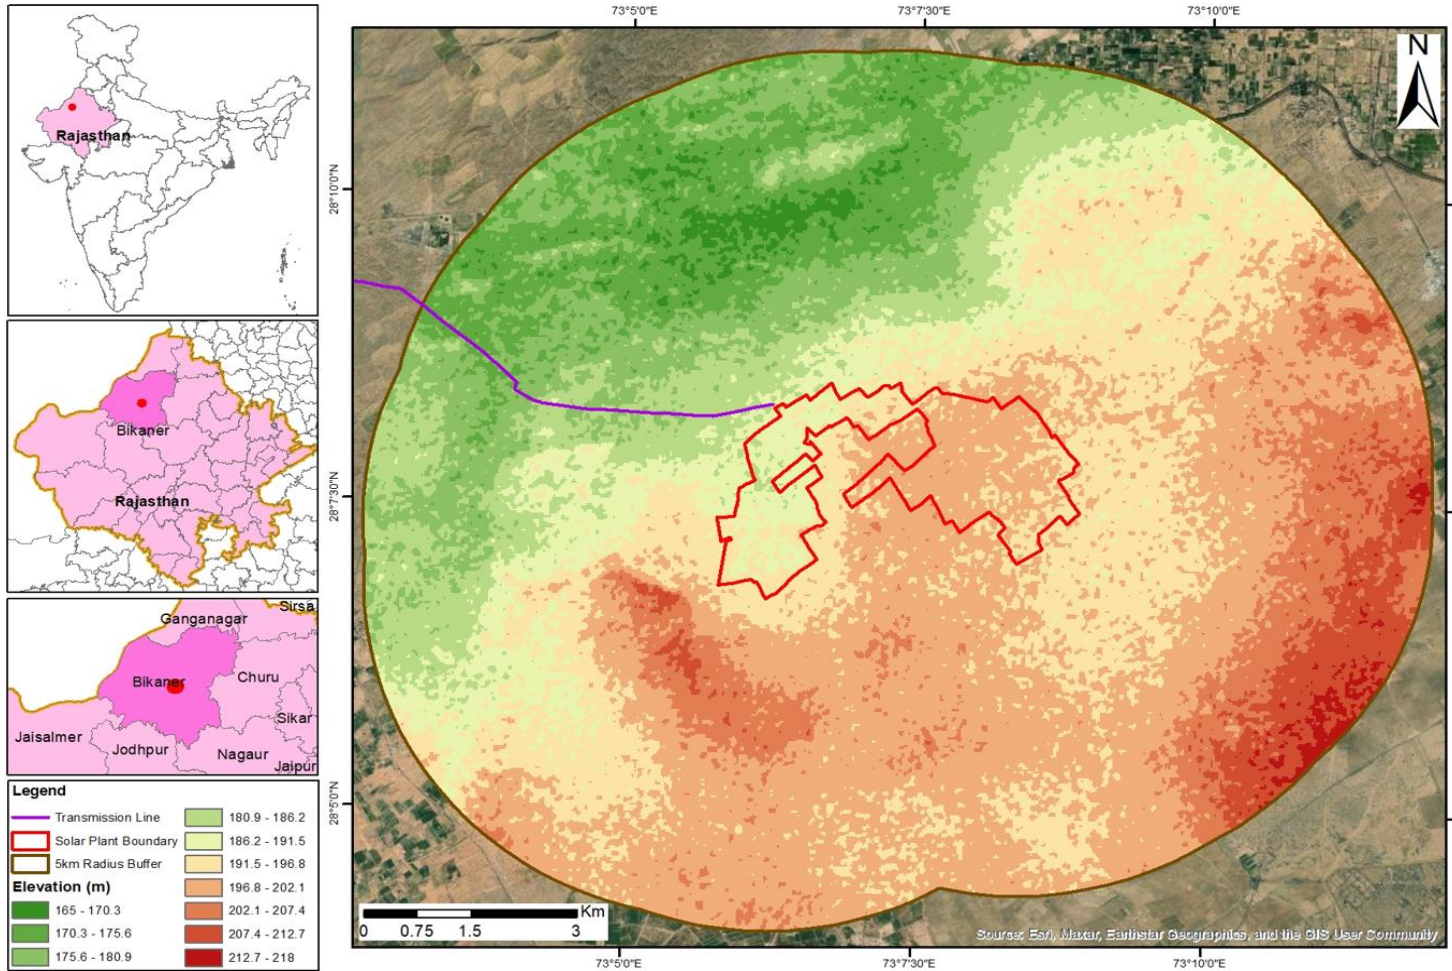 73°5'0"E
73°7'30"E
73°10'0"E
N
28°10'0"N
28°7'30"N
28°5'0"N
Rajasthan
Bikaner
Rajasthan
Sirsa
Ganganagar
Bikaner
Churu
Sikar
Jaisalmer
Jodhpur
Nagaur
Jaipur
Legend
Transmission Line
Solar Plant Boundary
5km Radius Buffer
Elevation (m)
165 - 170.3
170.3 - 175.6
175.6 - 180.9
180.9 - 186.2
186.2 - 191.5
191.5 - 196.8
196.8 - 202.1
202.1 - 207.4
207.4 - 212.7
212.7 - 218
Km
0 0.75 1.5 3
Source: Esri, Maxar, Earthstar Geographics, and the GIS User Community
73°5'0"E
73°7'30"E
73°10'0"E